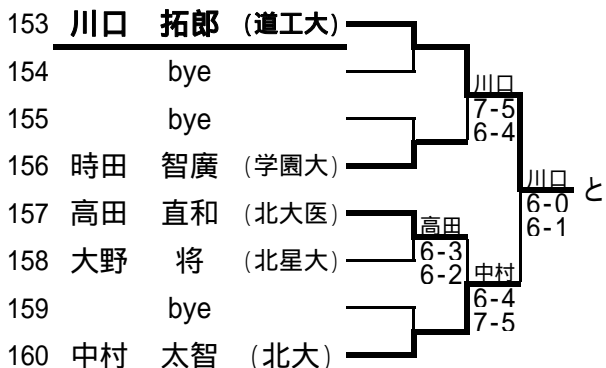 153 川口 拓郎 (道工大)
154 bye
川口
155 bye
7-5
6-4
156 時田 智廣 (学園大)
川口
と
6-0
157 高田 直和 (北大医)
高田
6-1
6-3
158 大野 将 (北星大)
6-2
中村
6-4
159 bye
7-5
160 中村 太智 (北大)